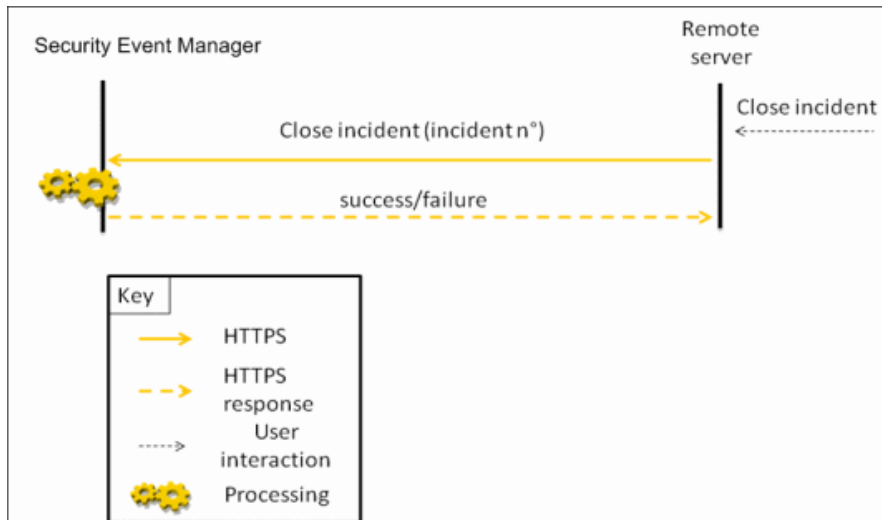 Security Event Manager
Remote
server
Close incident
Close incident (incident n°)
success/failure
Key
HTTPS
HTTPS
response
User
interaction
Processing